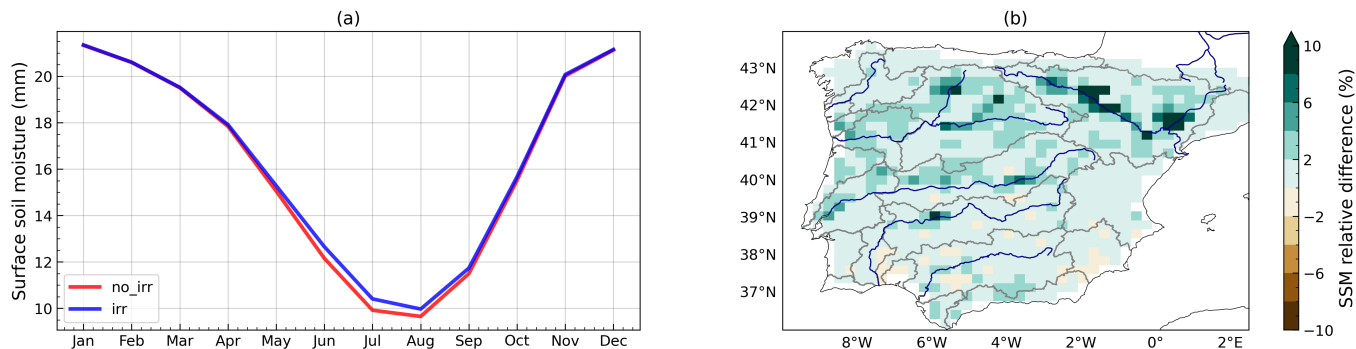 (a)
Surface soil moisture (mm)
20
18
16
14
12
10
no_irr
irr
Jan Feb Mar Apr May Jun Jul Aug Sep Oct Nov Dec
(b)
43°N
42°N
41°N
40°N
39°N
38°N
37°N
8°W 6°W 4°W 2°W 0° 2°E
10
6
2
−2
−6
−10
SSM relative difference (%)